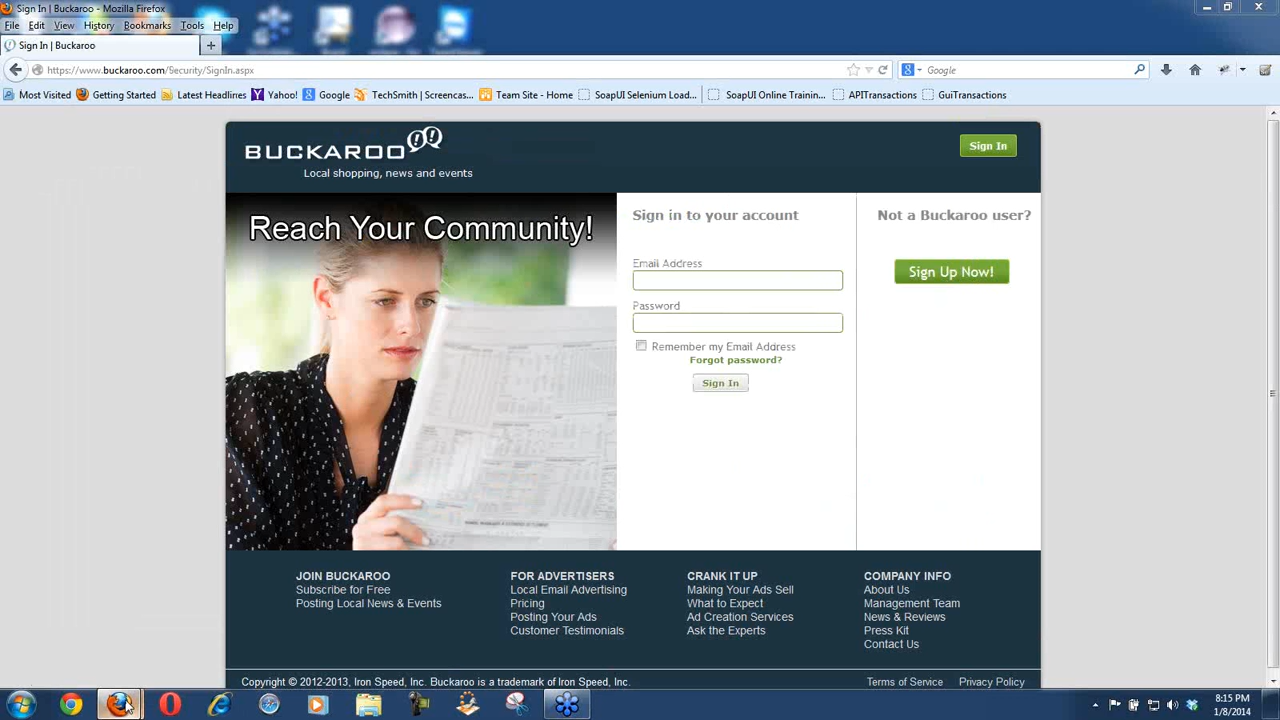 Sign In | Buckaroo - Mozilla Firefox
File Edit View History Bookmarks Tools Help
Sign In | Buckaroo
https://www.buckaroo.com/Security/SignIn.aspx
Google
Most Visited Getting Started Latest Headlines Yahoo! Google TechSmith | Screencas... Team Site - Home SoapUI Selenium Load... SoapUI Online Trainin... APITransactions GuiTransactions
BUCKAROO
Local shopping, news and events
Sign In
Reach Your Community!
Sign in to your account
Email Address
Password
Remember my Email Address
Forgot password?
Sign In
Not a Buckaroo user?
Sign Up Now!
JOIN BUCKAROO
Subscribe for Free
Posting Local News & Events
FOR ADVERTISERS
Local Email Advertising
Pricing
Posting Your Ads
Customer Testimonials
CRANK IT UP
Making Your Ads Sell
What to Expect
Ad Creation Services
Ask the Experts
COMPANY INFO
About Us
Management Team
News & Reviews
Press Kit
Contact Us
Copyright © 2012-2013, Iron Speed, Inc. Buckaroo is a trademark of Iron Speed, Inc.
Terms of Service Privacy Policy
8:15 PM
1/8/2014